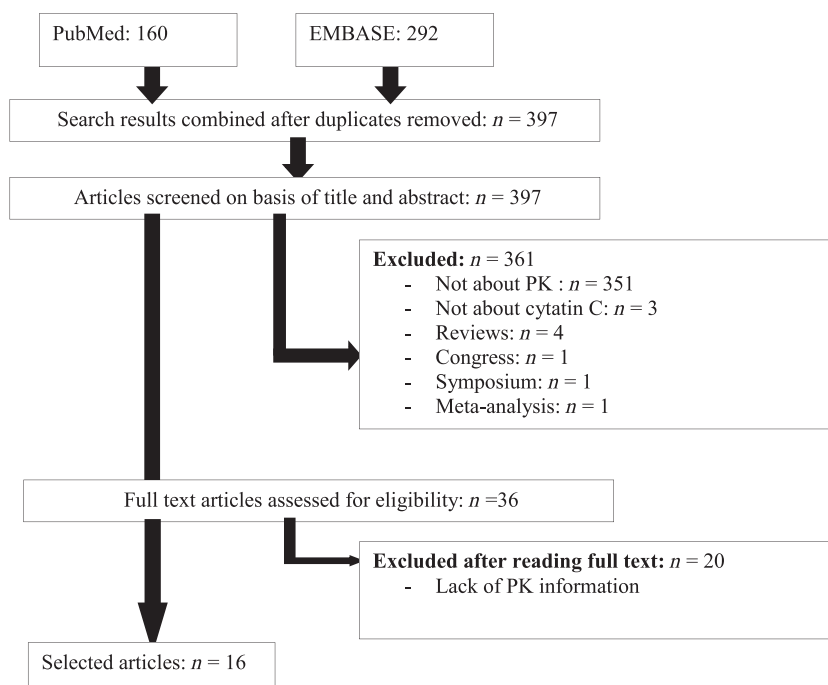 PubMed: 160
EMBASE: 292
Search results combined after duplicates removed: n = 397
Articles screened on basis of title and abstract: n = 397
Excluded: n = 361
- Not about PK : n = 351
- Not about cytatin C: n = 3
- Reviews: n = 4
- Congress: n = 1
- Symposium: n = 1
- Meta-analysis: n = 1
Full text articles assessed for eligibility: n =36
Excluded after reading full text: n = 20
- Lack of PK information
Selected articles: n = 16